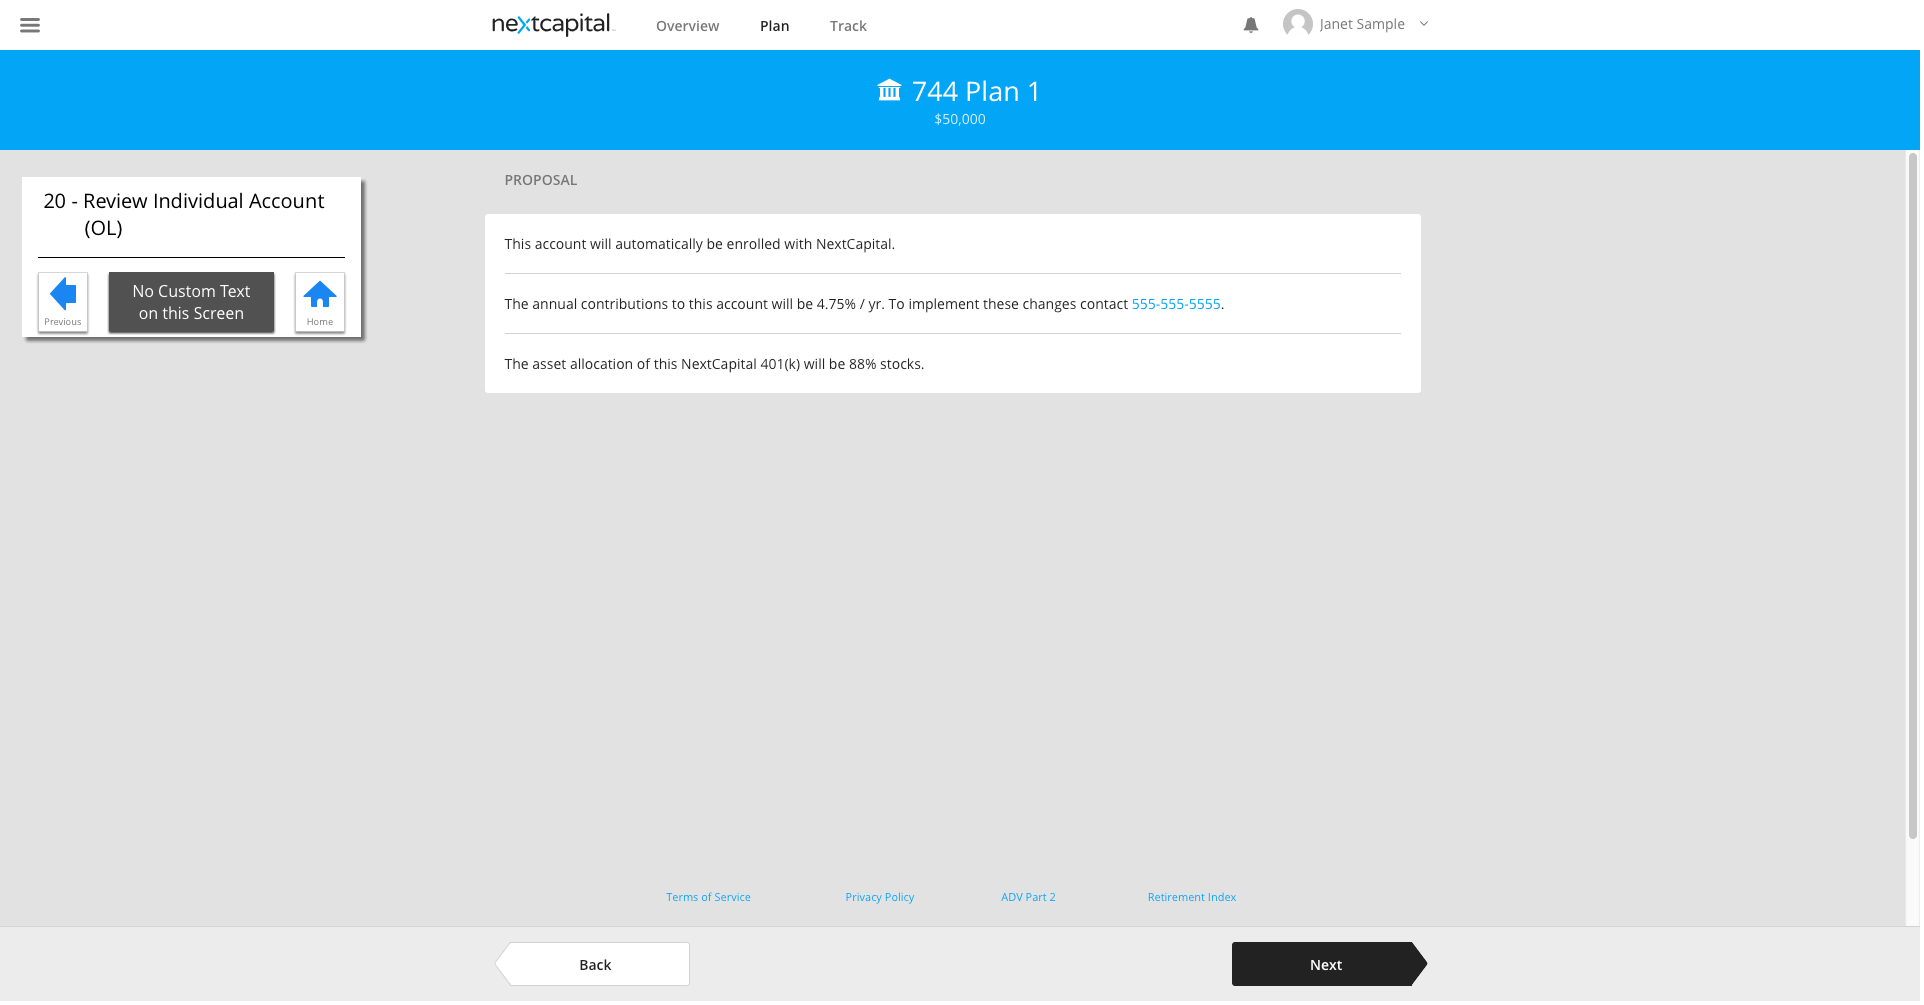 nextcapital
Overview
Plan
Track
Janet Sample
744 Plan 1
$50,000
20 - Review Individual Account
(OL)
Previous
No Custom Text
on this Screen
Home
PROPOSAL
This account will automatically be enrolled with NextCapital.
The annual contributions to this account will be 4.75% / yr. To implement these changes contact 555-555-5555.
The asset allocation of this NextCapital 401(k) will be 88% stocks.
Terms of Service
Privacy Policy
ADV Part 2
Retirement Index
Back
Next